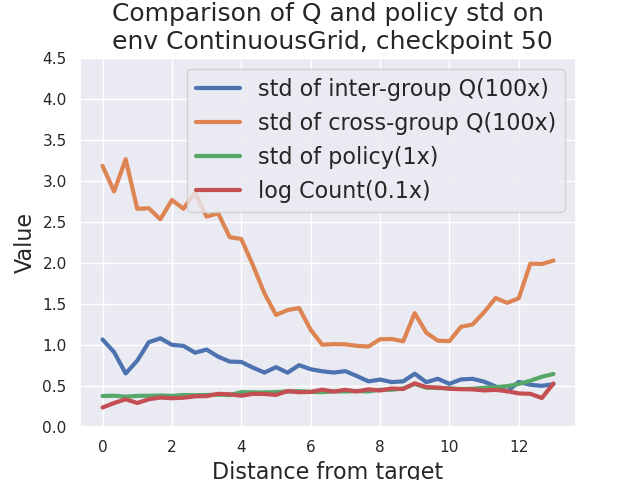 Comparison of Q and policy std on
env ContinuousGrid, checkpoint 50
4.5
4.0
3.5
3.0
2.5
2.0
1.5
1.0
0.5
0.0
Value
std of inter-group Q(100x)
std of cross-group Q(100x)
std of policy(1x)
log Count(0.1x)
0 2 4 6 8 10 12
Distance from target